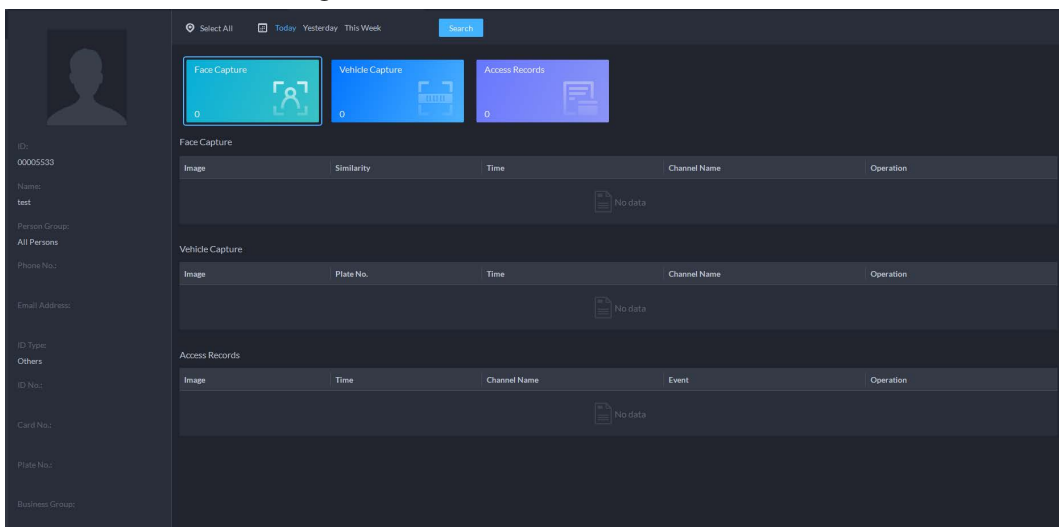 Select All Today Yesterday This Week Search
Face Capture
0
Vehicle Capture
0
Access Records
0
ID:
00005533
Name:
test
Person Group:
All Persons
Phone No.:
Email Address:
ID Type:
Others
ID No.:
Card No.:
Plate No.:
Business Group:
Face Capture
Image Similarity Time Channel Name Operation
No data
Vehicle Capture
Image Plate No. Time Channel Name Operation
No data
Access Records
Image Time Channel Name Event Operation
No data